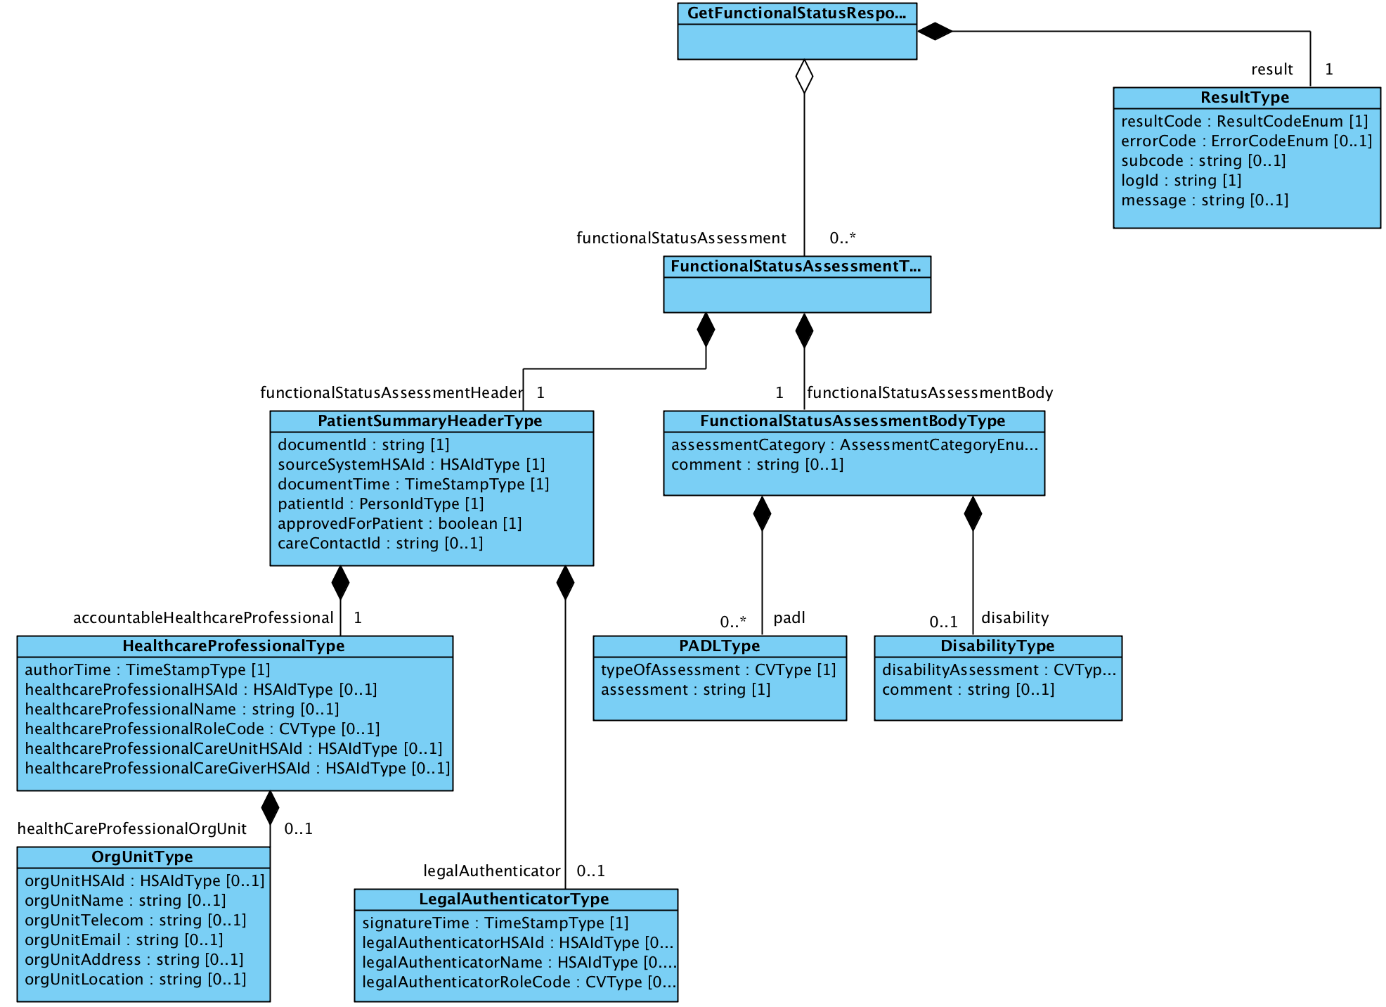 GetFunctionalStatusRespo...
result 1
ResultType
resultCode : ResultCodeEnum [1]
errorCode : ErrorCodeEnum [0..1]
subcode : string [0..1]
logId : string [1]
message : string [0..1]
functionalStatusAssessment 0..*
FunctionalStatusAssessmentT...
functionalStatusAssessmentHeader 1
1 functionalStatusAssessmentBody
PatientSummaryHeaderType
documentId : string [1]
sourceSystemHSAId : HSAIdType [1]
documentTime : TimeStampType [1]
patientId : PersonIdType [1]
approvedForPatient : boolean [1]
careContactId : string [0..1]
FunctionalStatusAssessmentBodyType
assessmentCategory : AssessmentCategoryEnu...
comment : string [0..1]
accountableHealthcareProfessional 1
0..* padl
0..1 disability
HealthcareProfessionalType
authorTime : TimeStampType [1]
healthcareProfessionalHSAId : HSAIdType [0..1]
healthcareProfessionalName : string [0..1]
healthcareProfessionalRoleCode : CVType [0..1]
healthcareProfessionalCareUnitHSAId : HSAIdType [0..1]
healthcareProfessionalCareGiverHSAId : HSAIdType [0..1]
PADLType
typeOfAssessment : CVType [1]
assessment : string [1]
DisabilityType
disabilityAssessment : CVTyp...
comment : string [0..1]
healthCareProfessionalOrgUnit 0..1
OrgUnitType
orgUnitHSAId : HSAIdType [0..1]
orgUnitName : string [0..1]
orgUnitTelecom : string [0..1]
orgUnitEmail : string [0..1]
orgUnitAddress : string [0..1]
orgUnitLocation : string [0..1]
legalAuthenticator 0..1
LegalAuthenticatorType
signatureTime : TimeStampType [1]
legalAuthenticatorHSAId : HSAIdType [0...
legalAuthenticatorName : HSAIdType [0....
legalAuthenticatorRoleCode : CVType [0...